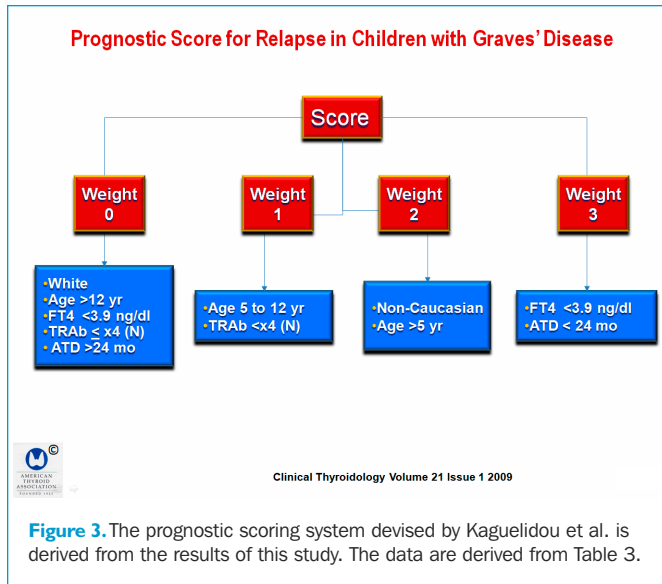 Prognostic Score for Relapse in Children with Graves' Disease
Score
Weight
0
Weight
1
Weight
2
Weight
3
•White
•Age >12 yr
•FT4 <3.9 ng/dl
•TRAb ≤ x4 (N)
• ATD >24 mo
•Age 5 to 12 yr
•TRAb <x4 (N)
•Non-Caucasian
•Age >5 yr
•FT4 <3.9 ng/dl
•ATD < 24 mo
©
AMERICAN
THYROID
ASSOCIATION
FOUNDED 1923
Clinical Thyroidology Volume 21 Issue 1 2009
Figure 3. The prognostic scoring system devised by Kaguelidou et al. is
derived from the results of this study. The data are derived from Table 3.